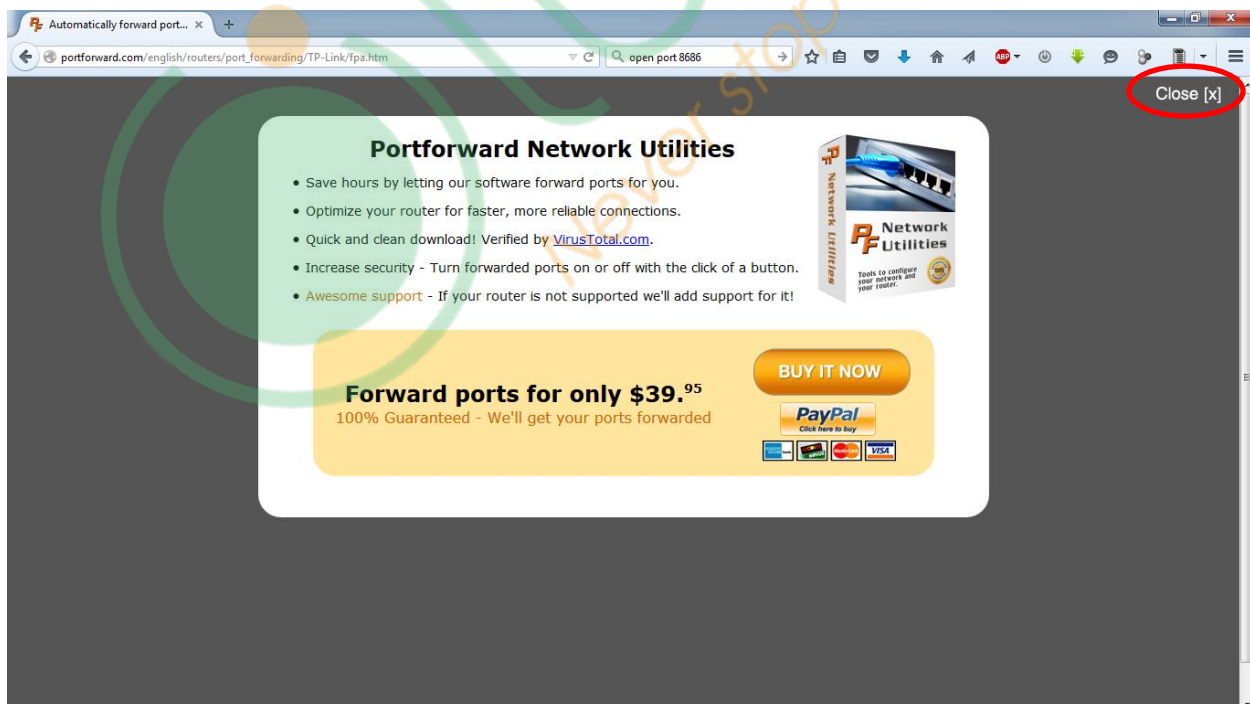 Automatically forward port... × +
portforward.com/english/routers/port_forwarding/TP-Link/fpa.htm
open port 8686
ABP
Close [x]
Portforward Network Utilities
• Save hours by letting our software forward ports for you.
• Optimize your router for faster, more reliable connections.
• Quick and clean download! Verified by VirusTotal.com.
• Increase security - Turn forwarded ports on or off with the click of a button.
• Awesome support - If your router is not supported we'll add support for it!
PF Network Utilities
PF Network
Utilities
Tools to configure
your network and
your router.
Forward ports for only $39.95
100% Guaranteed - We'll get your ports forwarded
BUY IT NOW
PayPal
Click here to buy
VISA
Never stop